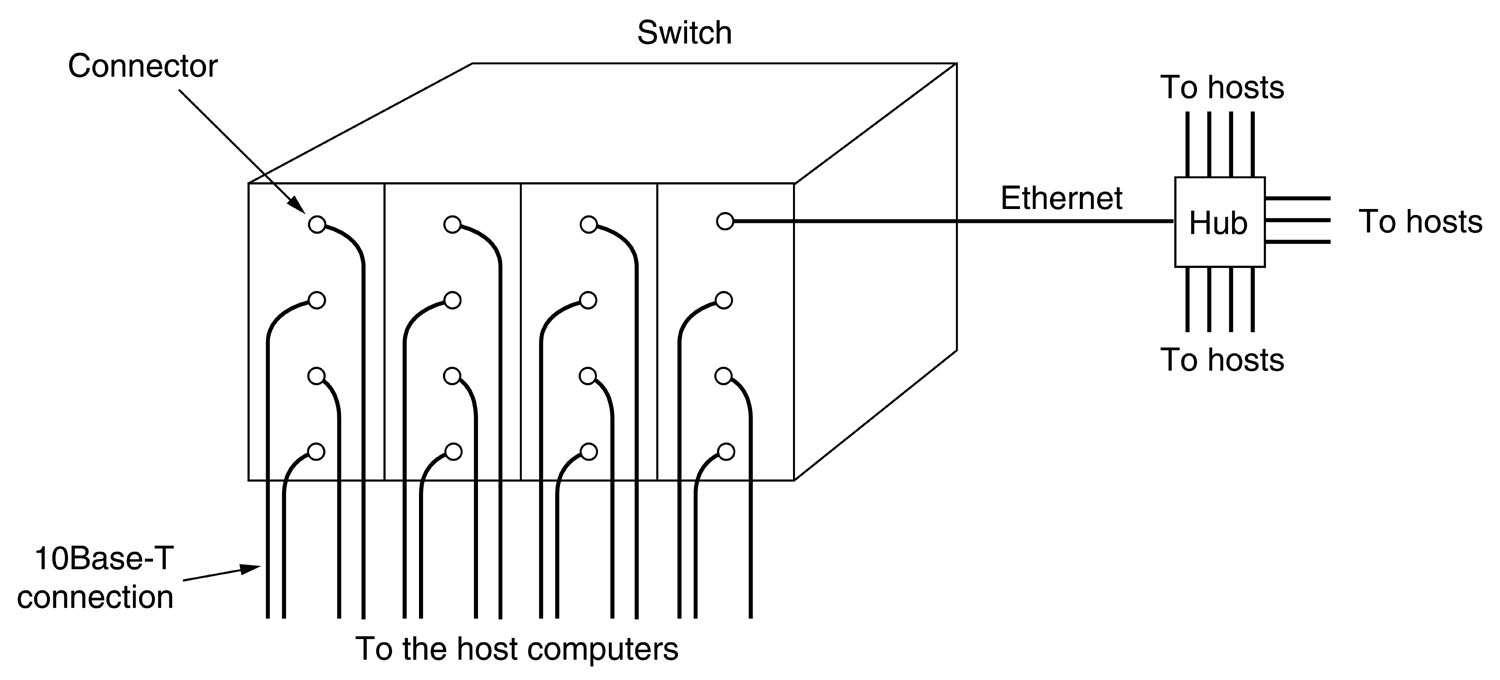 Switch
Connector
To hosts
Ethernet
Hub
To hosts
To hosts
10Base-T
connection
To the host computers